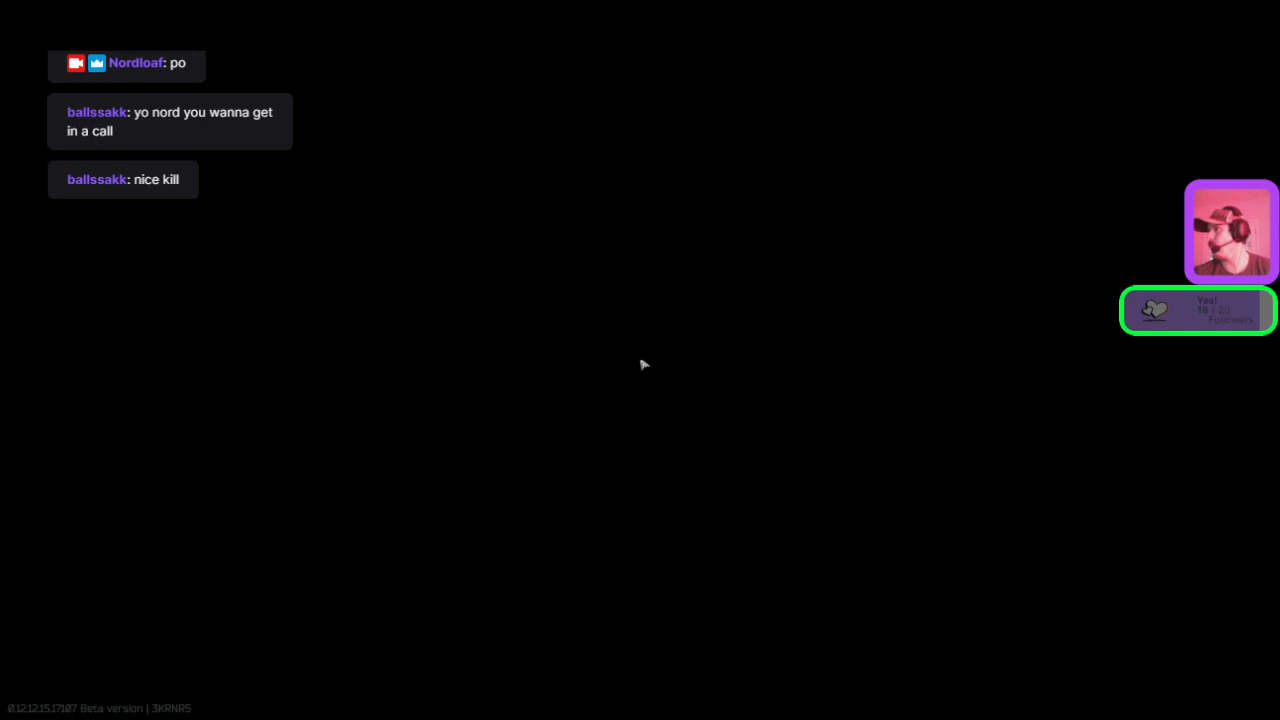 Nordloaf: po
ballssakk: yo nord you wanna get
in a call
ballssakk: nice kill
Yes!
18 / 20
Followers
0.12.12.15.17107 Beta version | 3KRNR5